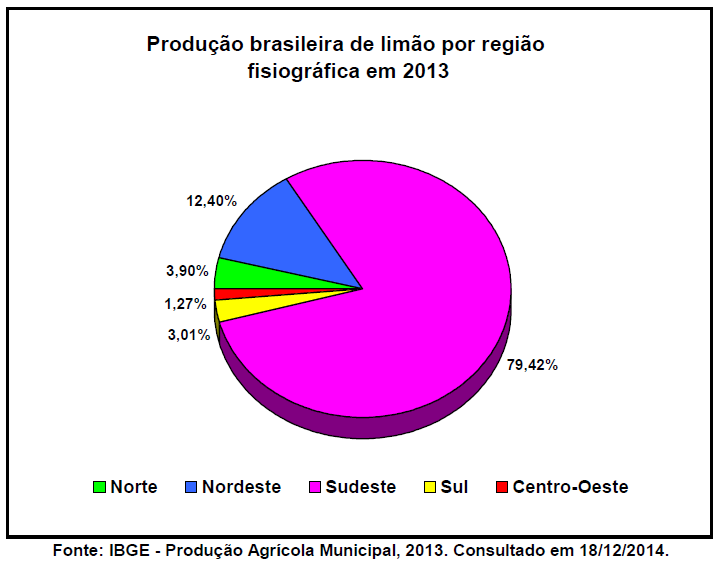 Produção brasileira de limão por região
fisiográfica em 2013
12,40%
3,90%
1,27%
3,01%
79,42%
Norte
Nordeste
Sudeste
Sul
Centro-Oeste
Fonte: IBGE - Produção Agrícola Municipal, 2013. Consultado em 18/12/2014.